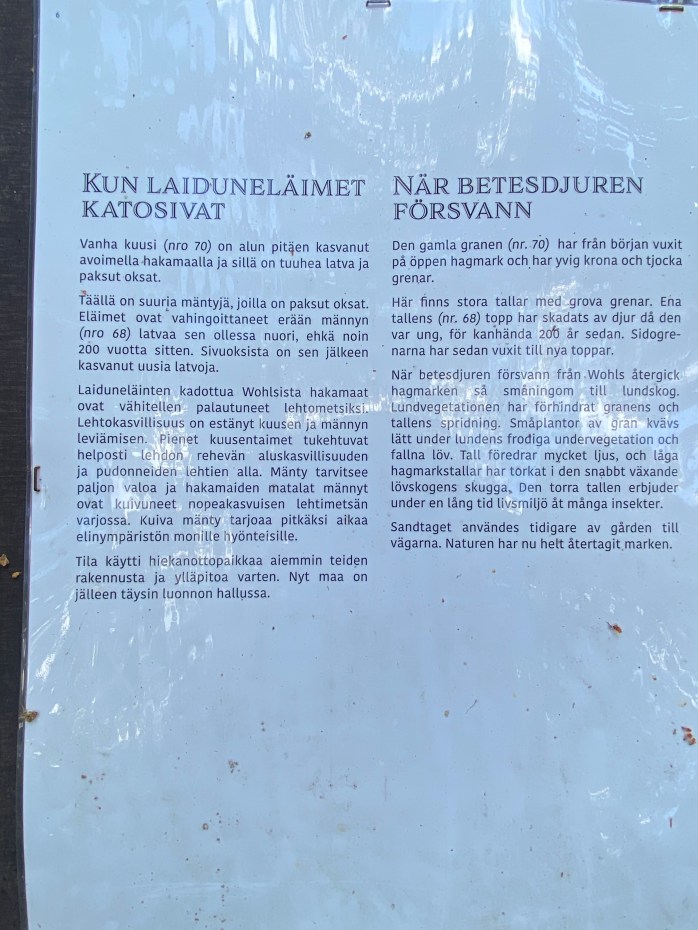 KUN LAIDUNELÄIMET
KATOSIVAT
Vanha kuusi (nro 70) on alun pitäen kasvanut
avoimella hakamaalla ja sillä on tuuhea latva ja
paksut oksat.
Täällä on suuria mäntyjä, joilla on paksut oksat.
Eläimet ovat vahingoittaneet erään männyn
(nro 68) latvaa sen ollessa nuori, ehkä noin
200 vuotta sitten. Sivuoksista on sen jälkeen
kasvanut uusia latvoja.
Laiduneläinten kadottua Wohlsista hakamaat
ovat vähitellen palautuneet lehtometsiksi.
Lehtokasvillisuus on estänyt kuusen ja männyn
leviämisen. Pienet kuusentaimet tukehtuvat
helposti lehdon rehevän aluskasvillisuuden
ja pudonneiden lehtien alla. Mänty tarvitsee
paljon valoa ja hakamaiden matalat männyt
ovat kuivuneet nopeakasvuisen lehtimetsän
varjossa. Kuiva mänty tarjoaa pitkäksi aikaa
elinympäristön monille hyönteisille.
Tila käytti hiekanottopaikkaa aiemmin teiden
rakennusta ja ylläpitoa varten. Nyt maa on
jälleen täysin luonnon hallussa.
NÄR BETESDJUREN
FÖRSVANN
Den gamla granen (nr. 70) har från början vuxit
på öppen hagmark och har yvig krona och tjocka
grenar.
Här finns stora tallar med grova grenar. Ena
tallens (nr. 68) topp har skadats av djur då den
var ung, för kanhända 200 år sedan. Sidogre-
narna har sedan vuxit till nya toppar.
När betesdjuren försvann från Wohls återgick
hagmarken så småningom till lundskog.
Lundvegetationen har förhindrat granens och
tallens spridning. Småplantor av gran kvävs
lätt under lundens frodiga undervegetation och
fallna löv. Tall föredrar mycket ljus, och låga
hagmarkstallar har torkat i den snabbt växande
lövskogens skugga. Den torra tallen erbjuder
under en lång tid livsmiljö åt många insekter.
Sandtaget användes tidigare av gården till
vägarna. Naturen har nu helt återtagit marken.